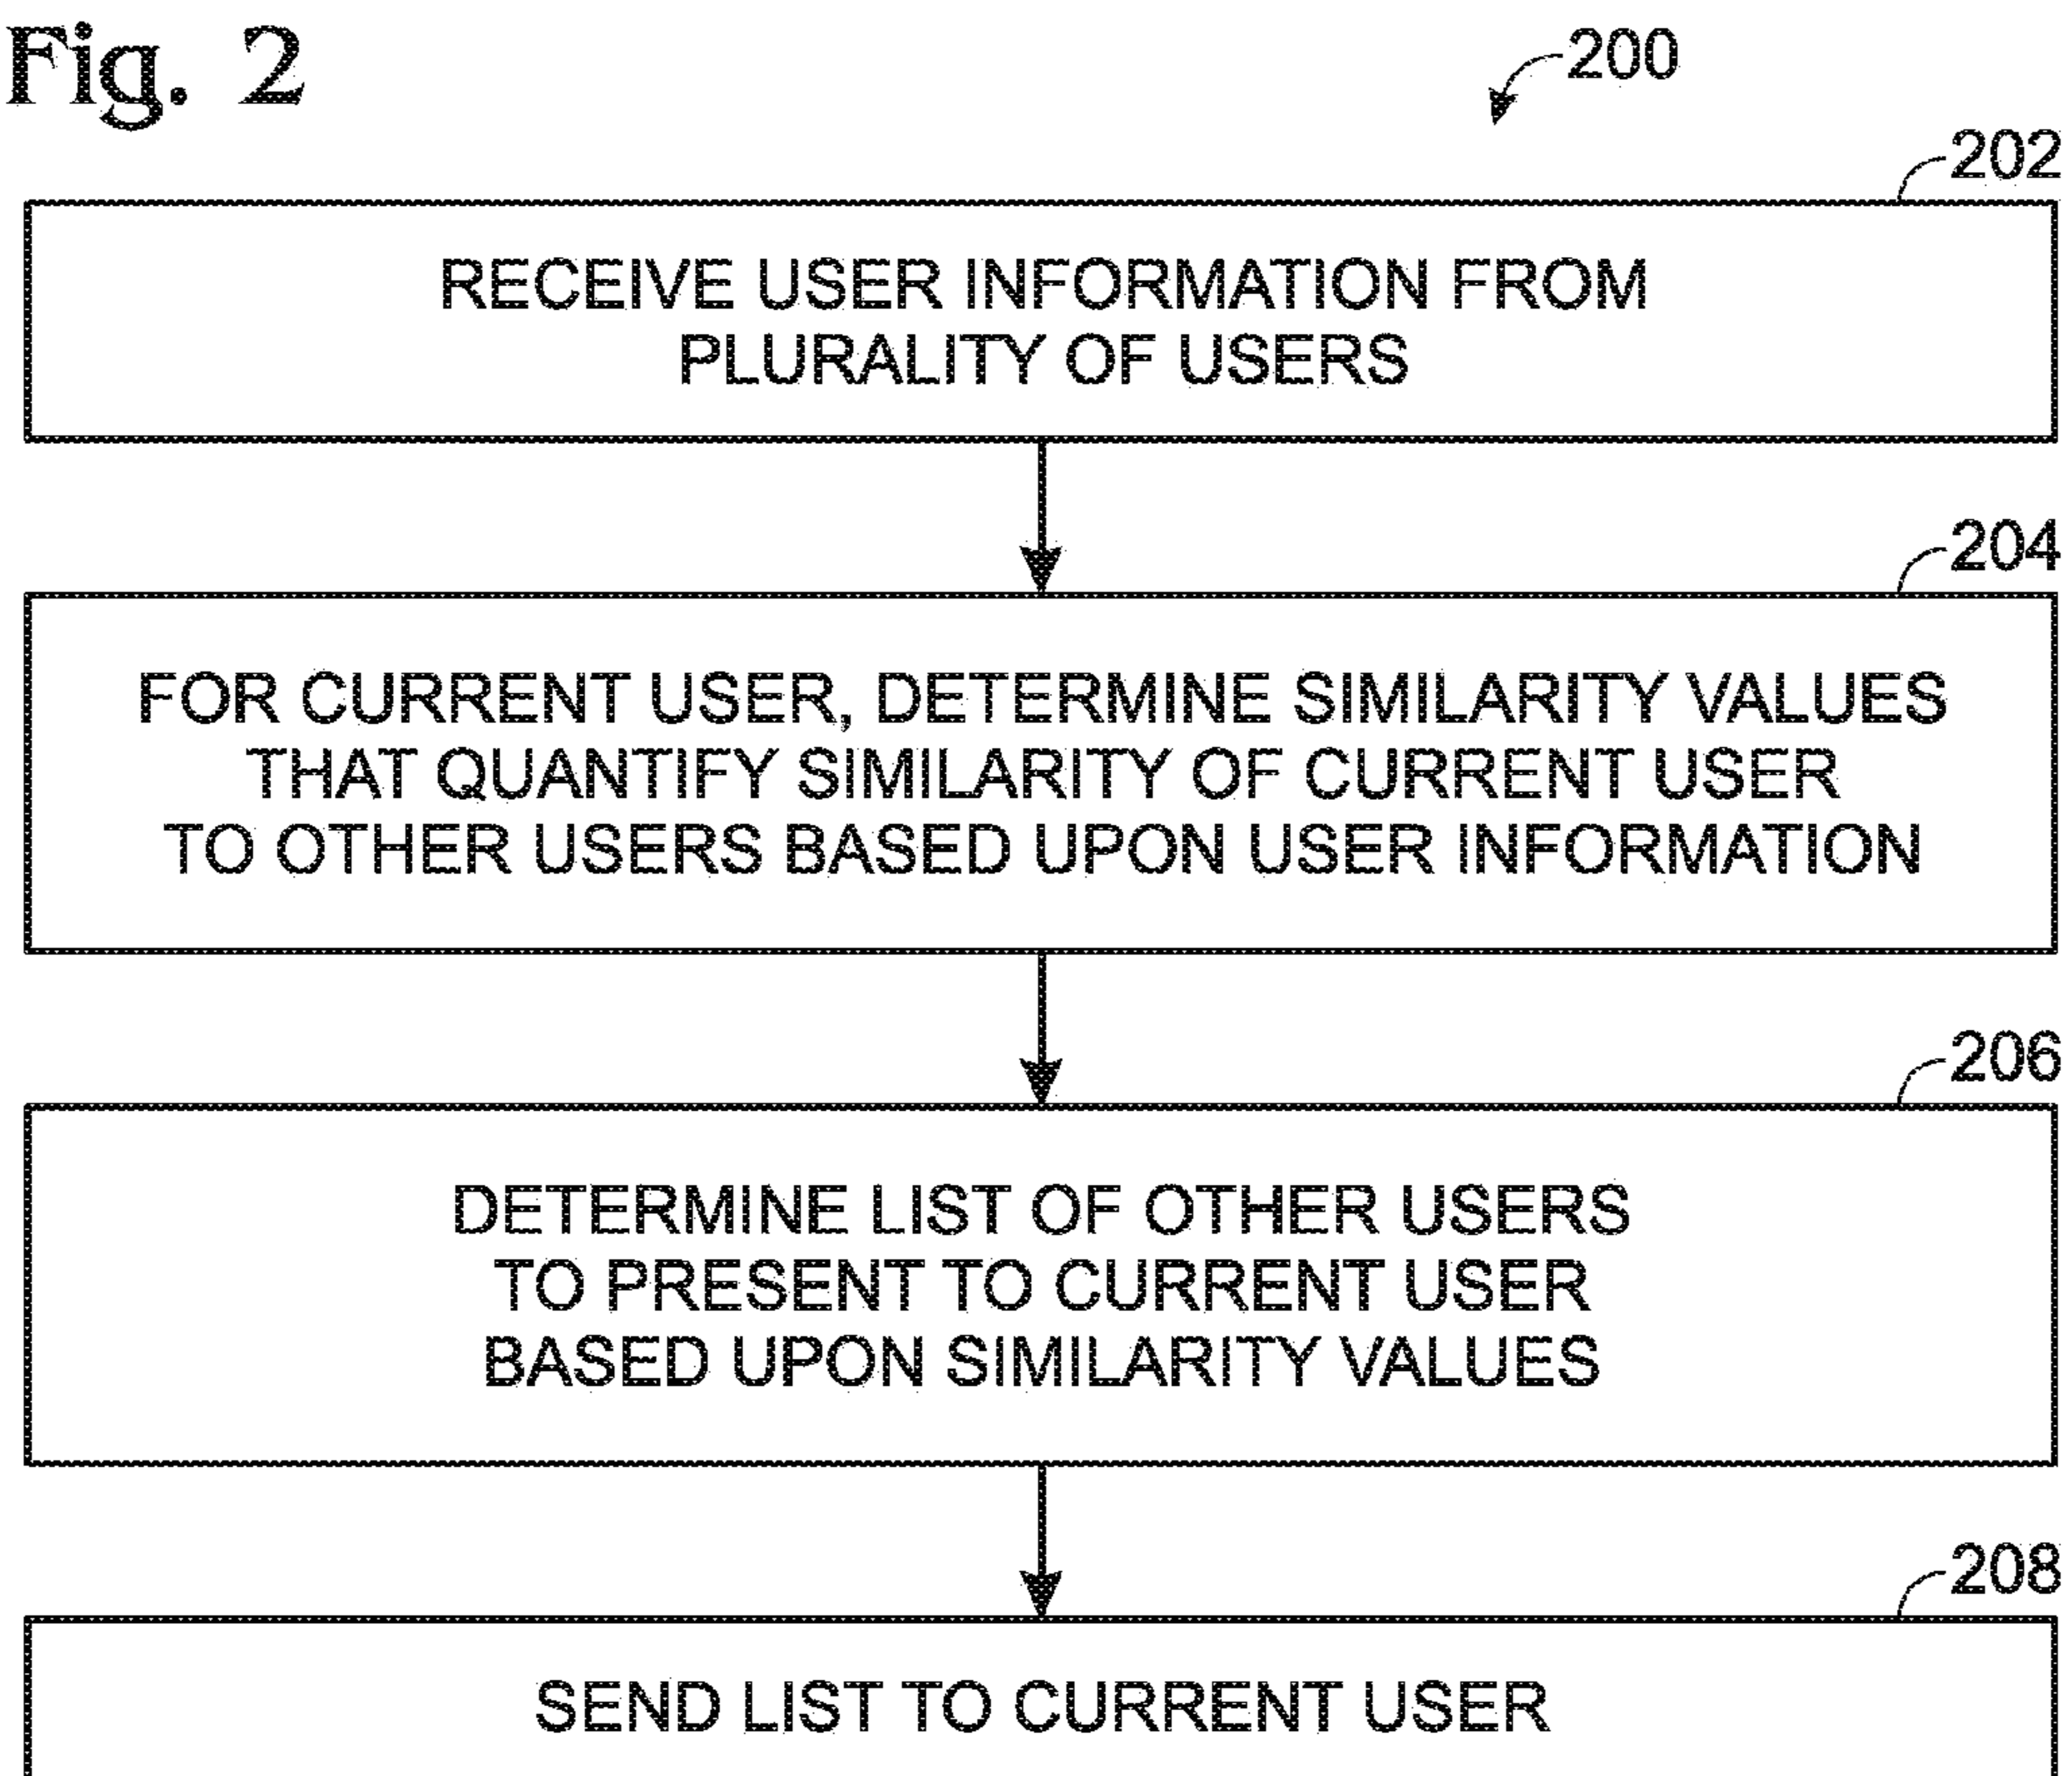 Fig. 2
200
202
RECEIVE USER INFORMATION FROM
PLURALITY OF USERS
204
FOR CURRENT USER, DETERMINE SIMILARITY VALUES
THAT QUANTIFY SIMILARITY OF CURRENT USER
TO OTHER USERS BASED UPON USER INFORMATION
206
DETERMINE LIST OF OTHER USERS
TO PRESENT TO CURRENT USER
BASED UPON SIMILARITY VALUES
208
SEND LIST TO CURRENT USER